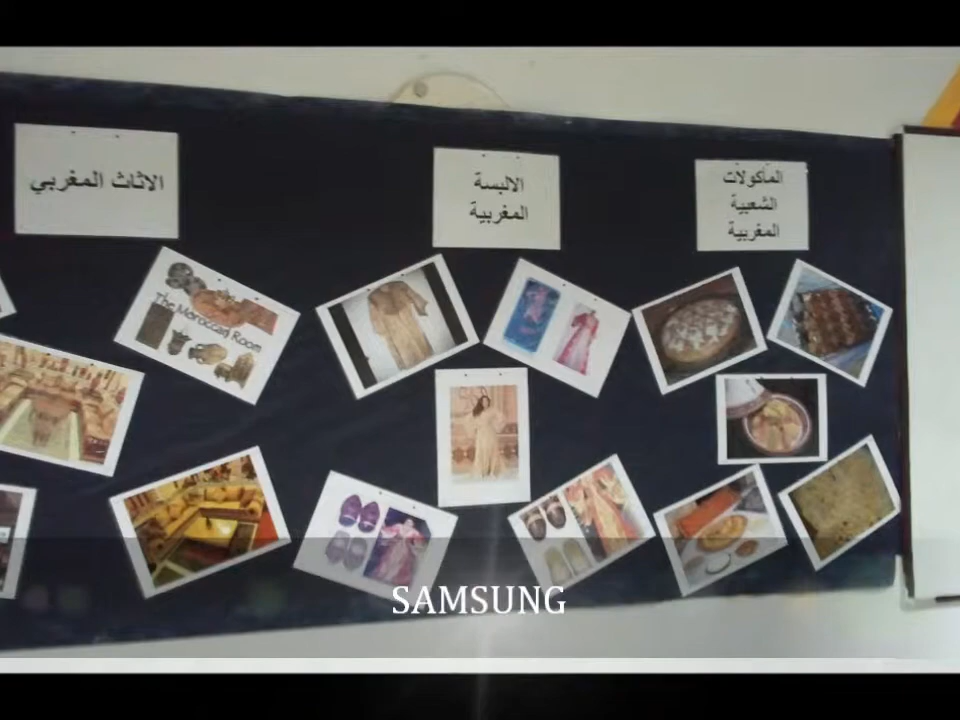 المأكولات
الشعبية
المغربية
الالبسة
المغربية
الاثاث المغربي
The Moroccan Room
SAMSUNG